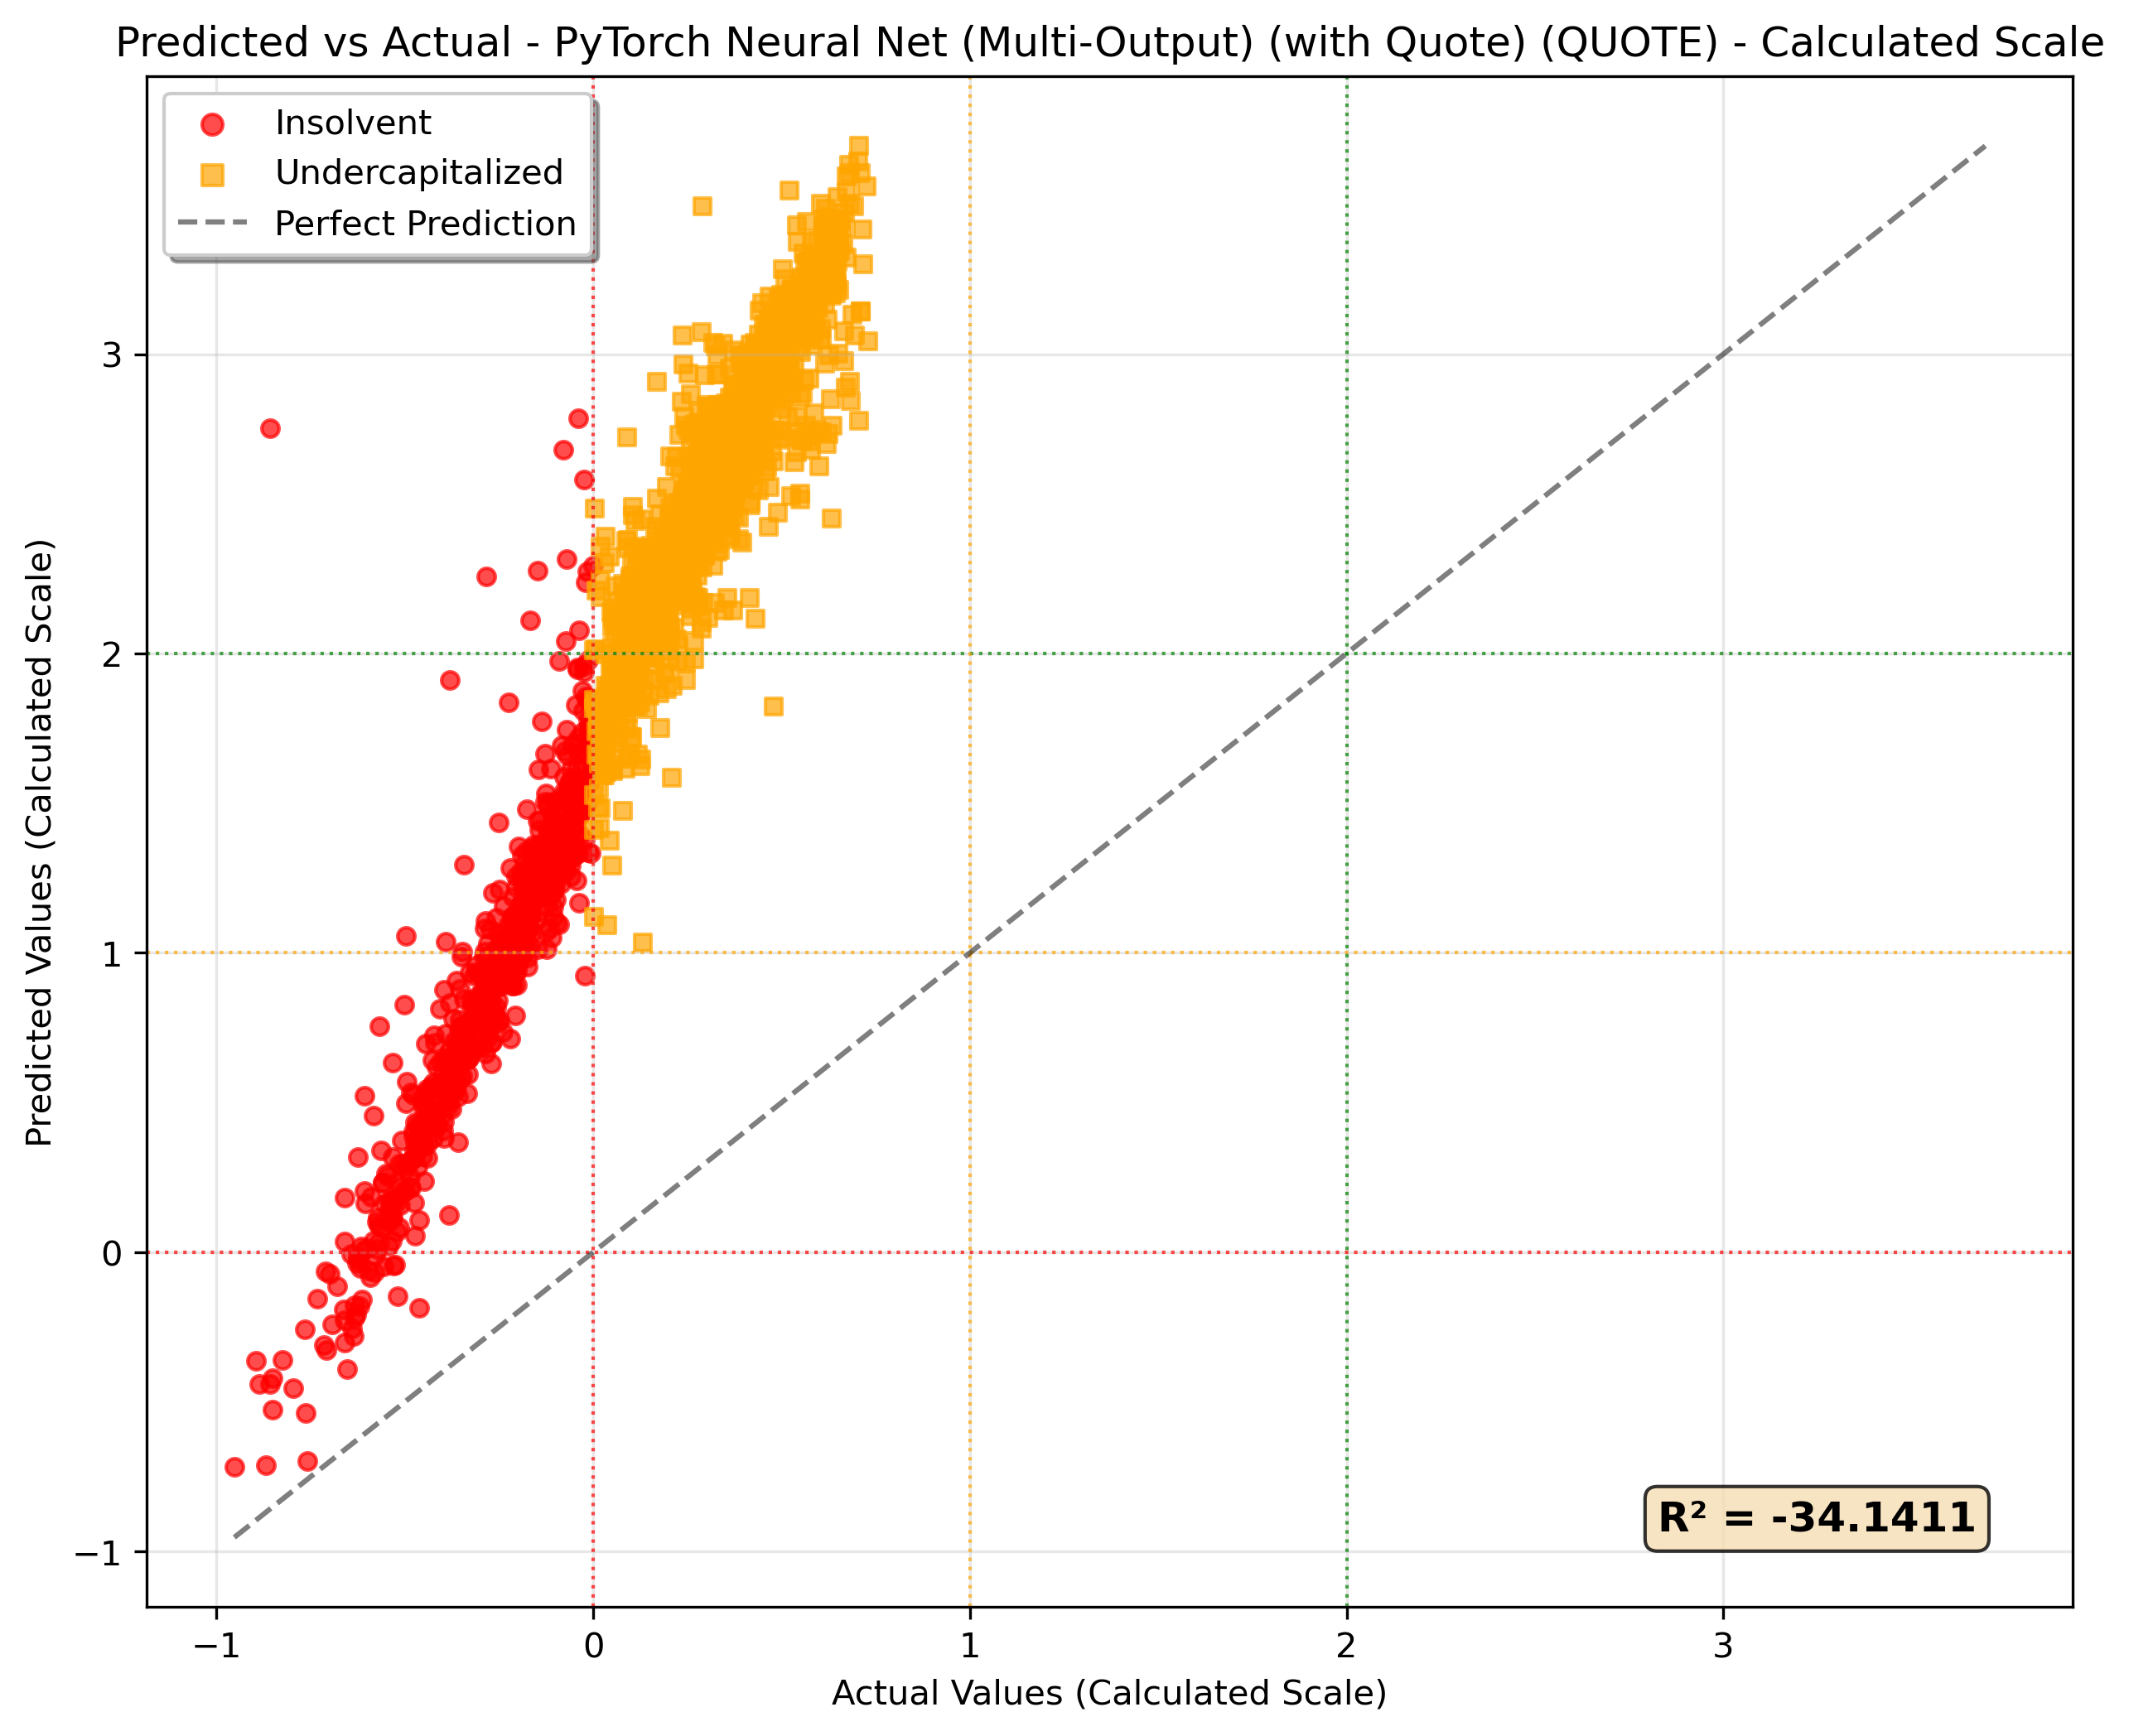 Predicted vs Actual - PyTorch Neural Net (Multi-Output) (with Quote) (QUOTE) - Calculated Scale
Insolvent
Undercapitalized
Perfect Prediction
Predicted Values (Calculated Scale)
3
2
1
0
−1
R² = -34.1411
−1
0
1
2
3
Actual Values (Calculated Scale)